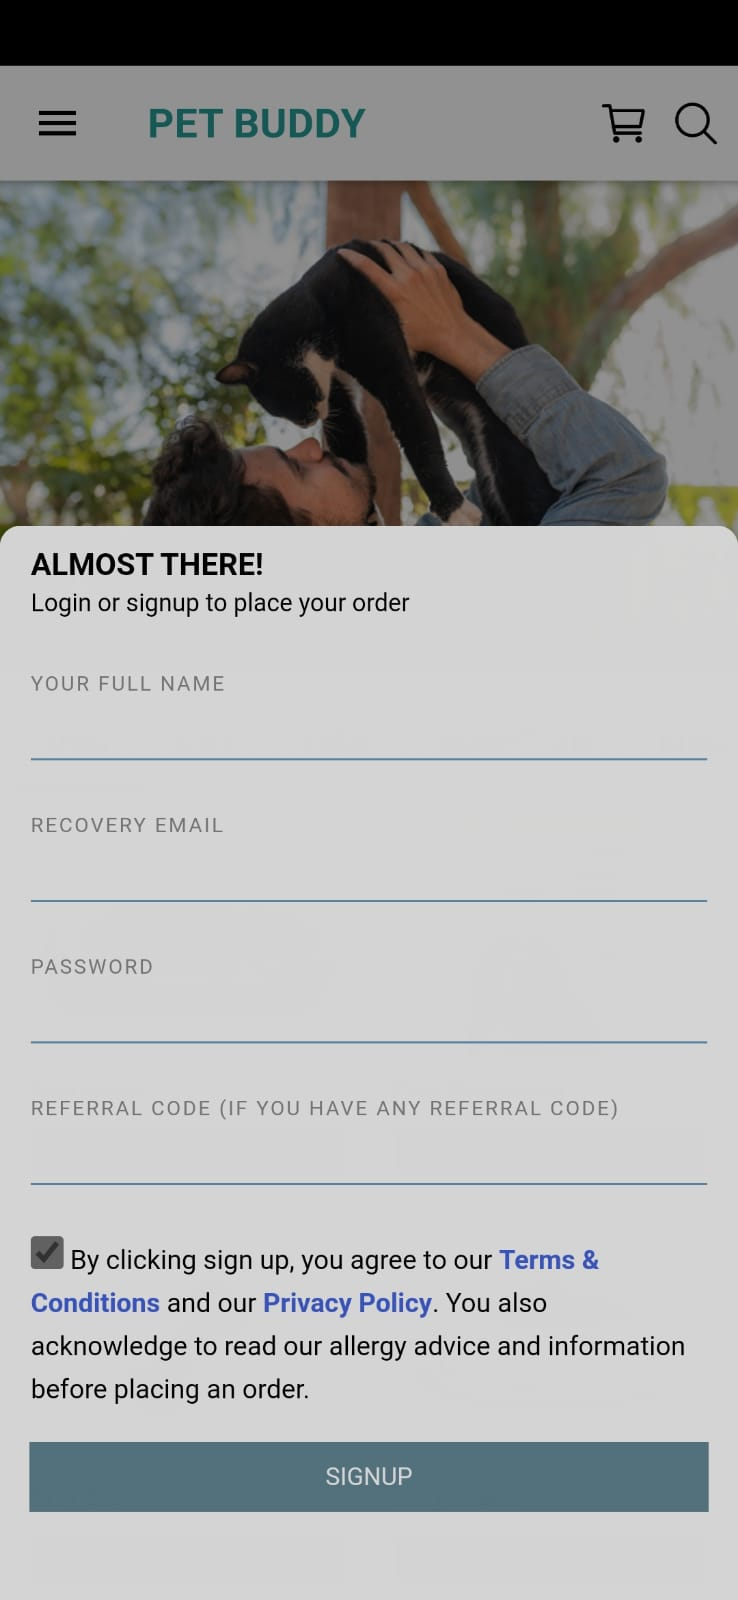 PET BUDDY
ALMOST THERE!
Login or signup to place your order
YOUR FULL NAME
RECOVERY EMAIL
PASSWORD
REFERRAL CODE (IF YOU HAVE ANY REFERRAL CODE)
By clicking sign up, you agree to our Terms &
Conditions and our Privacy Policy. You also
acknowledge to read our allergy advice and information
before placing an order.
SIGNUP